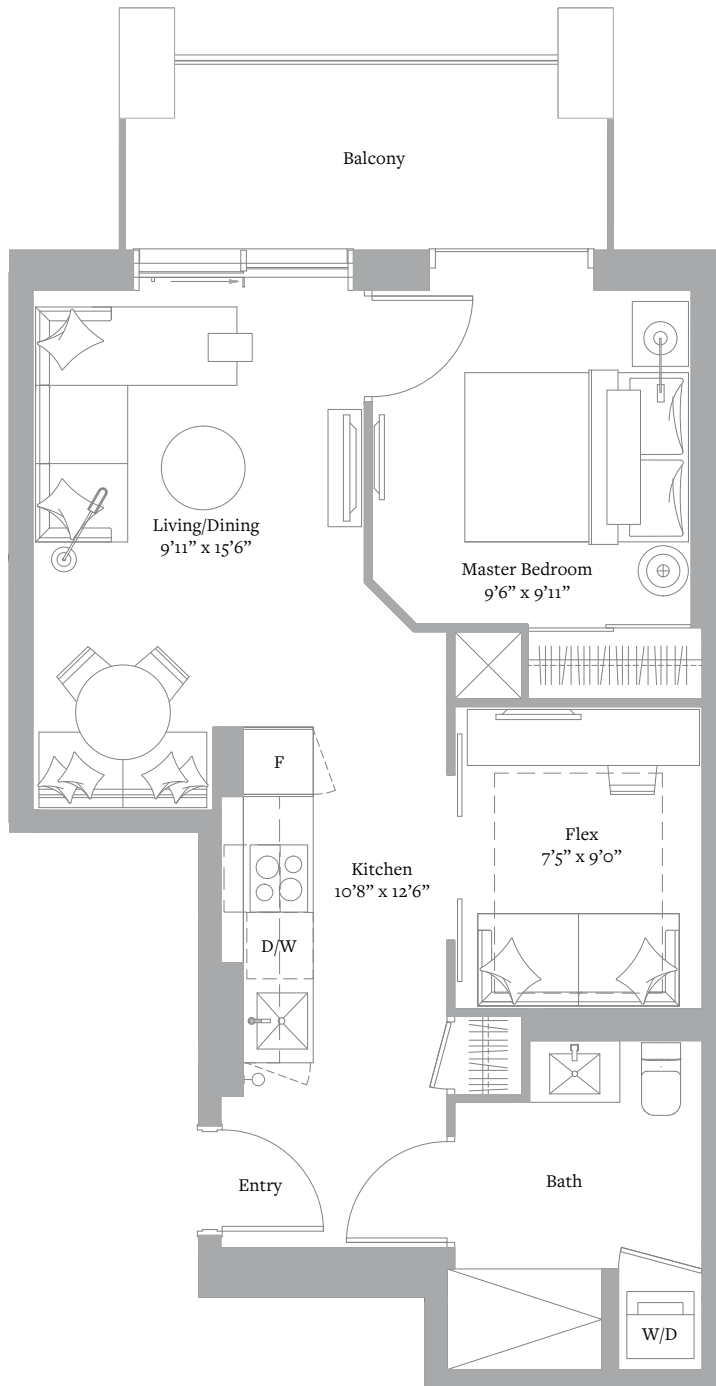 Balcony
Living/Dining
9’11” x 15’6”
Master Bedroom
9’6” x 9’11”
F
Flex
7’5” x 9’0”
Kitchen
10’8” x 12’6”
D/W
Entry
Bath
W/D